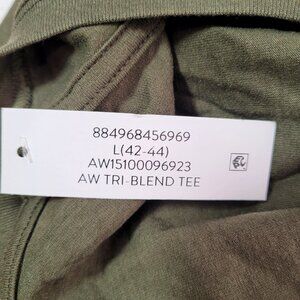 884968456969
L(42-44)
AW15100096923
AW TRI-BLEND TEE